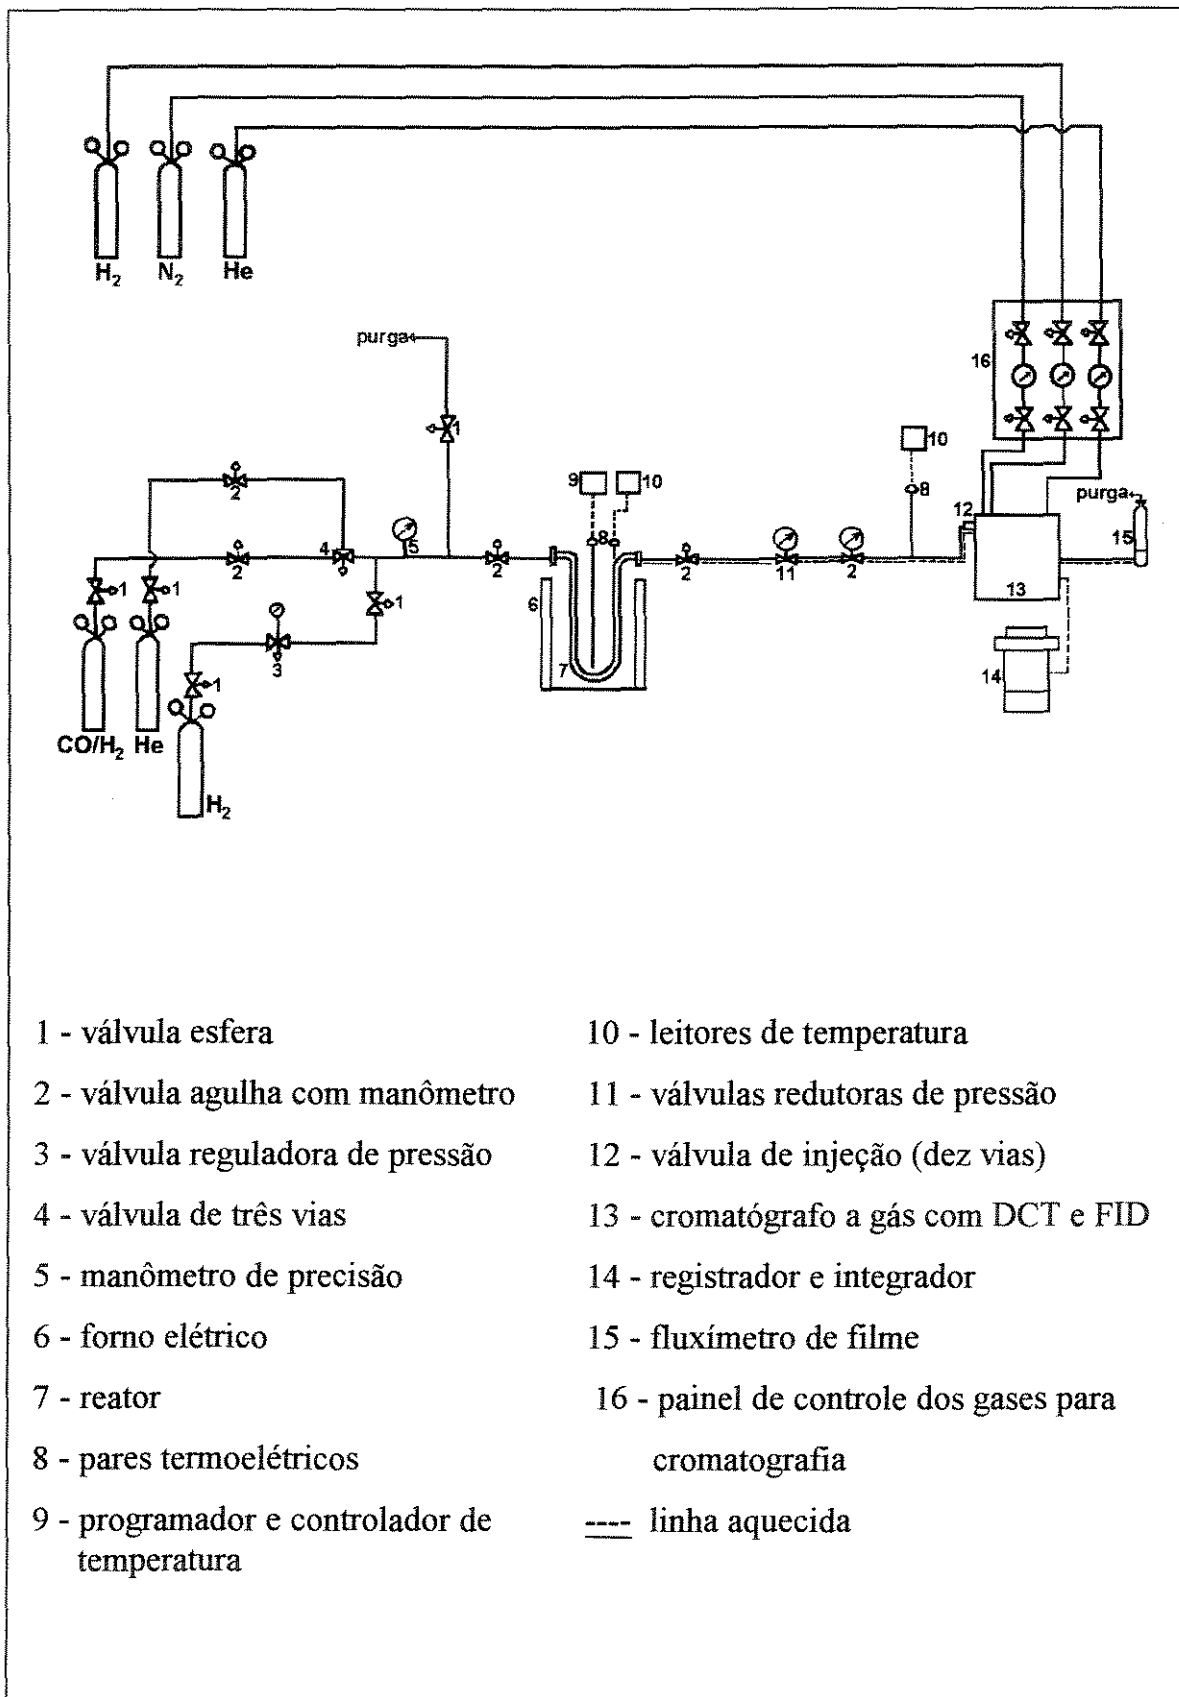 H2 N2 He
purga
16
1
10
2
9 10
8
purga
12
15
4 5
2 2 8 2 11 2
1 1 1 6 13
3
7 14
1
CO/H2 He
H2
1 - válvula esfera
2 - válvula agulha com manômetro
3 - válvula reguladora de pressão
4 - válvula de três vias
5 - manômetro de precisão
6 - forno elétrico
7 - reator
8 - pares termoelétricos
9 - programador e controlador de
temperatura
10 - leitores de temperatura
11 - válvulas redutoras de pressão
12 - válvula de injeção (dez vias)
13 - cromatógrafo a gás com DCT e FID
14 - registrador e integrador
15 - fluxímetro de filme
16 - painel de controle dos gases para
cromatografia
linha aquecida